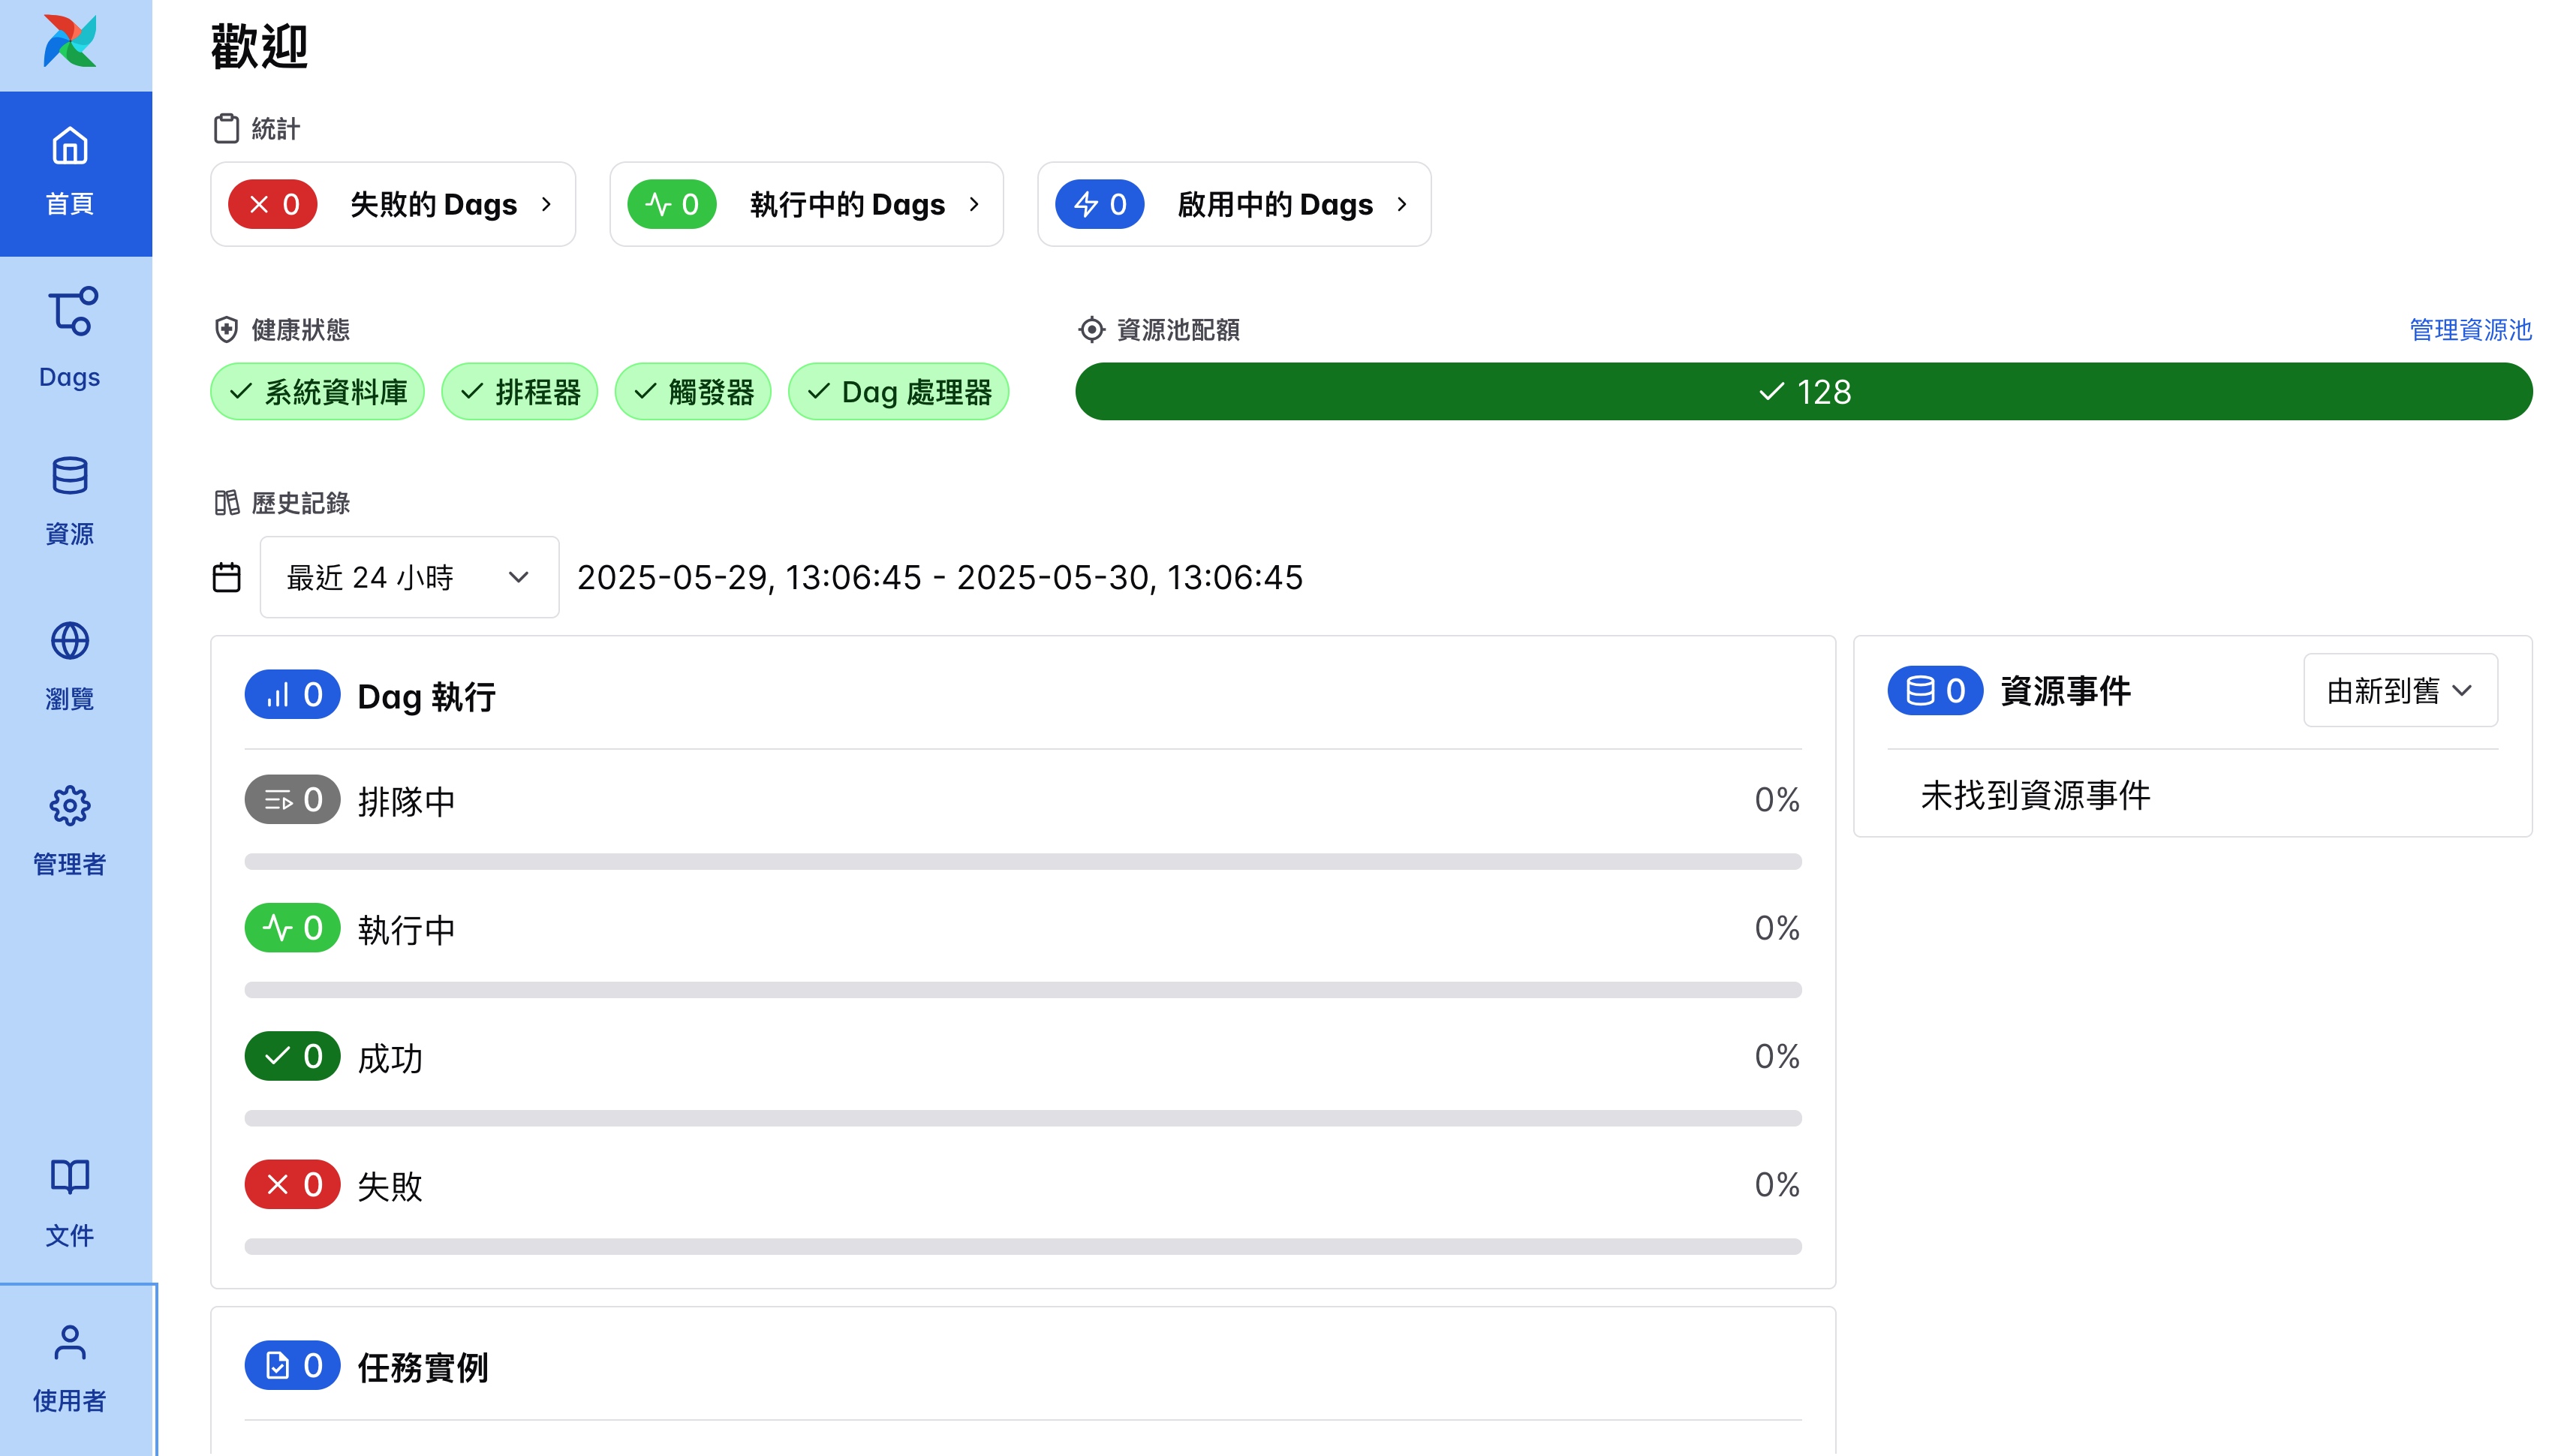 歡迎
統計
0 失敗的 Dags
0 執行中的 Dags
0 啟用中的 Dags
健康狀態
系統資料庫
排程器
觸發器
Dag 處理器
資源池配額
管理資源池
128
歷史記錄
最近 24 小時
2025-05-29, 13:06:45 - 2025-05-30, 13:06:45
0 Dag 執行
0 排隊中 0%
0 執行中 0%
0 成功 0%
0 失敗 0%
0 資源事件
由新到舊
未找到資源事件
0 任務實例
首頁
Dags
資源
瀏覽
管理者
文件
使用者